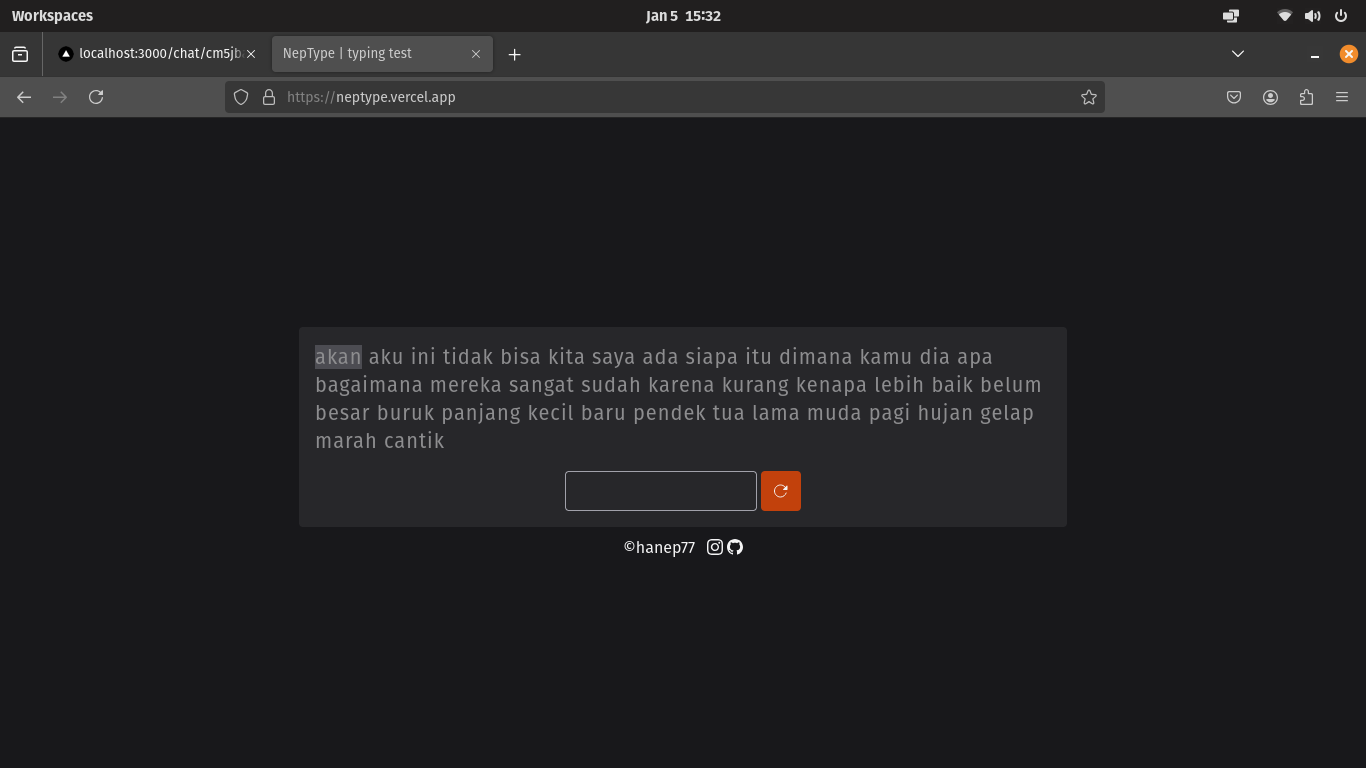 Workspaces
Jan 5 15:32
localhost:3000/chat/cm5jb
NepType | typing test
https://neptype.vercel.app
akan aku ini tidak bisa kita saya ada siapa itu dimana kamu dia apa
bagaimana mereka sangat sudah karena kurang kenapa lebih baik belum
besar buruk panjang kecil baru pendek tua lama muda pagi hujan gelap
marah cantik
©hanep77